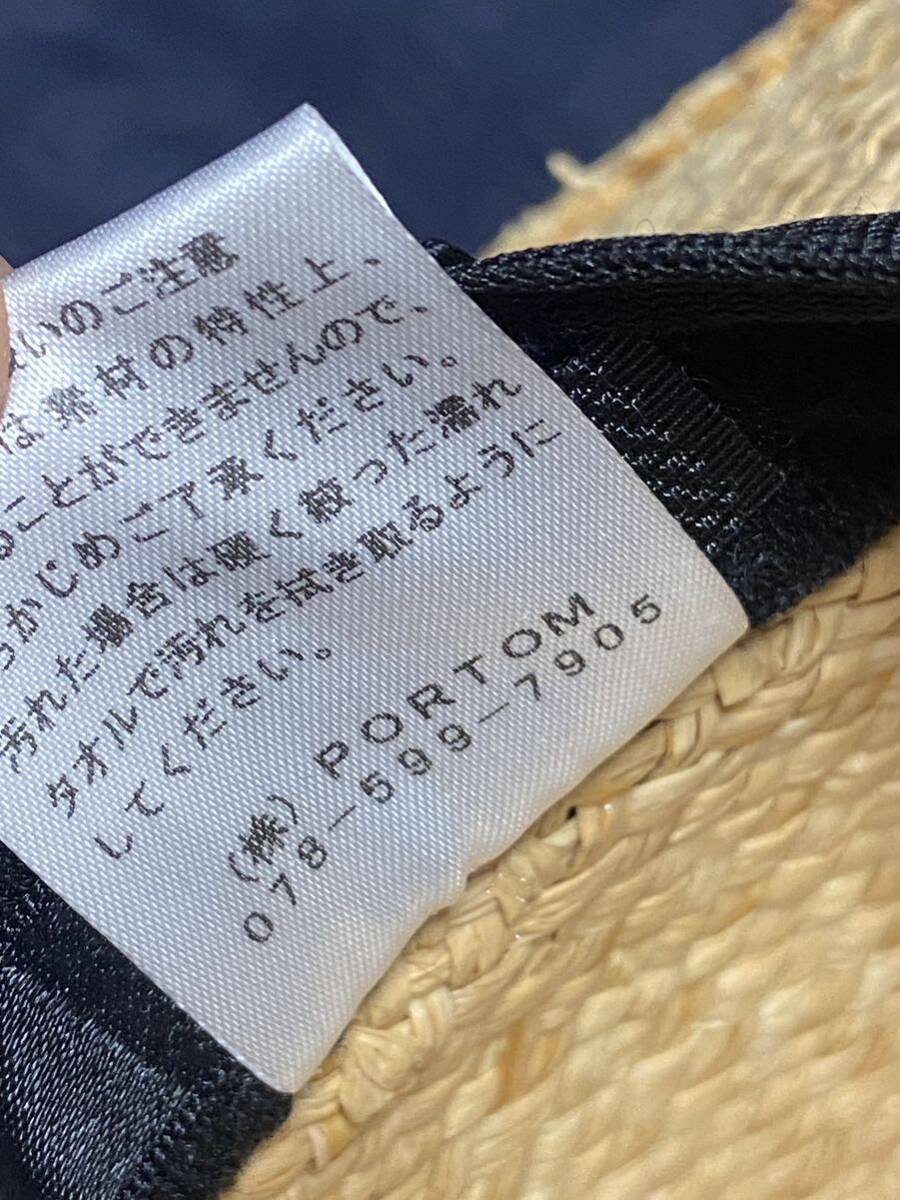 いのご注意
は素材の特性上、
ることができませんので、
かじめご了承ください。
汚れた場合は硬く絞った濡れ
タオルで汚れを拭き取るように
してください。
(株) PORTOM
078-599-7905